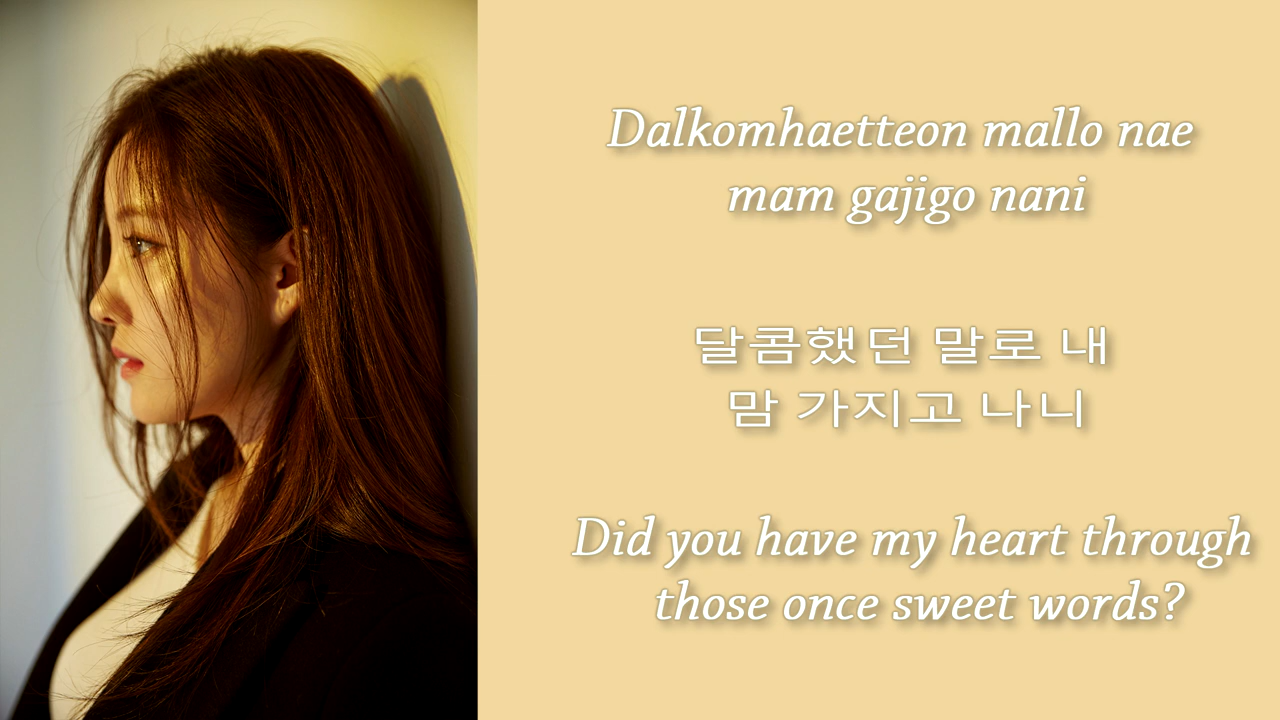 Dalkomhaetteon mallo nae
mam gajigo nani
달콤했던 말로 내
맘 가지고 나니
Did you have my heart through
those once sweet words?